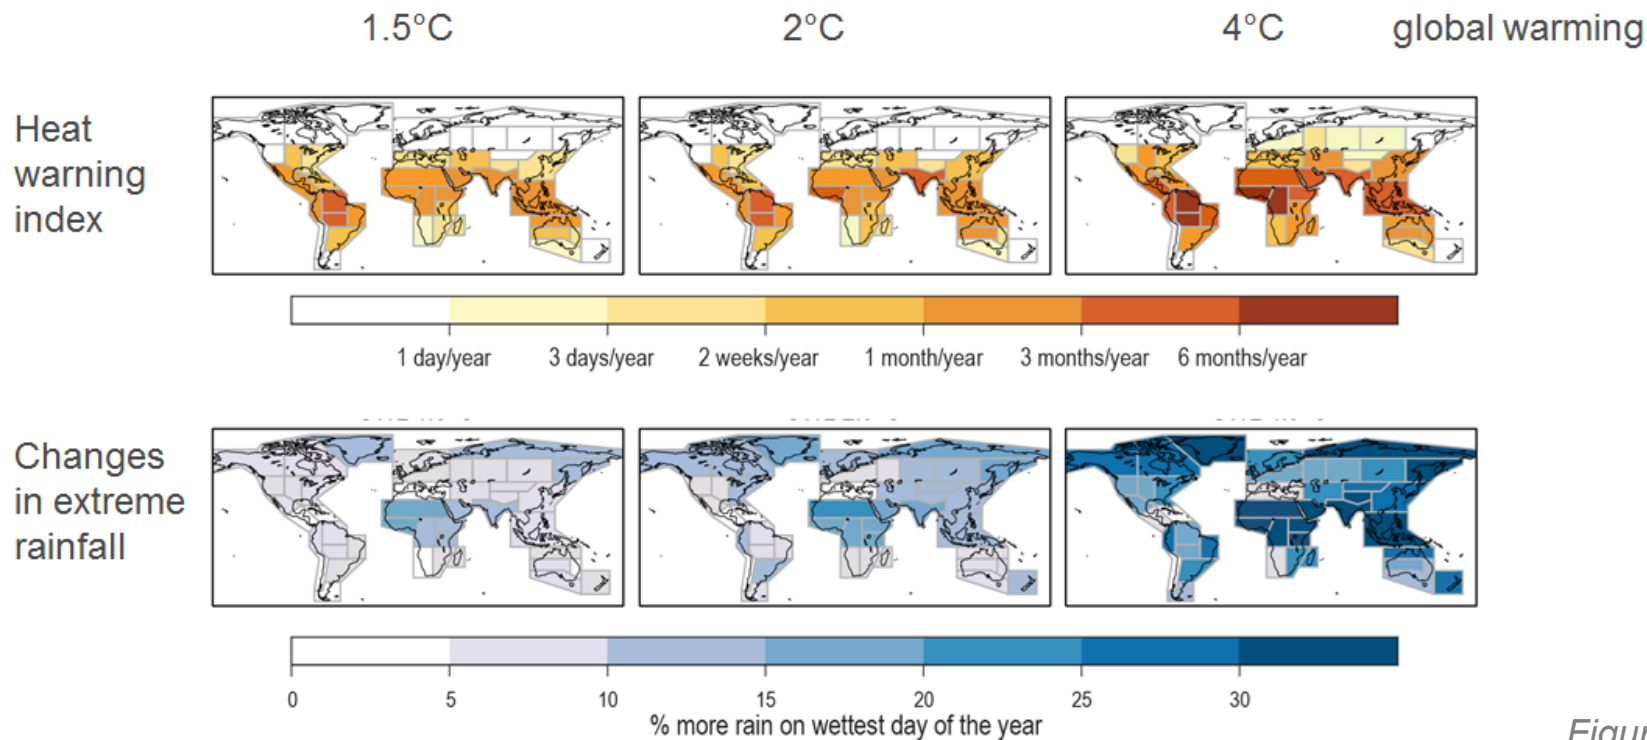 1.5°C 2°C 4°C global warming
Heat
warning
index
1 day/year 3 days/year 2 weeks/year 1 month/year 3 months/year 6 months/year
Changes
in extreme
rainfall
0 5 10 15 20 25 30
% more rain on wettest day of the year